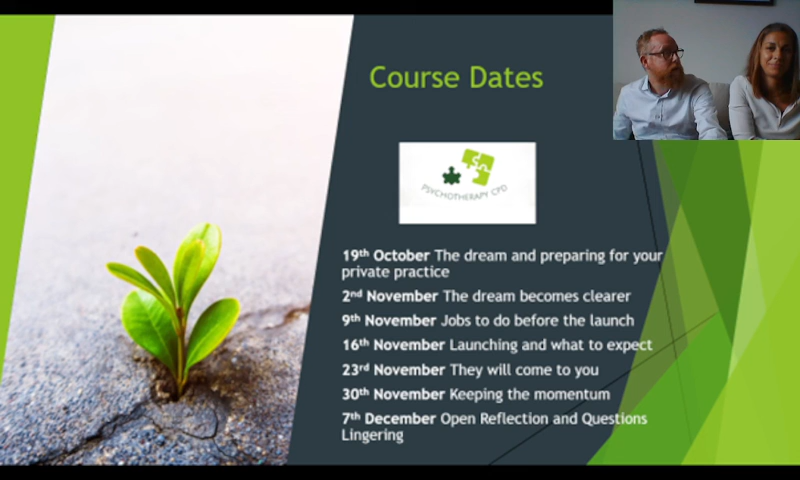 Course Dates
PSYCHOTHERAPY CPD
19th October The dream and preparing for your
private practice
2nd November The dream becomes clearer
9th November Jobs to do before the launch
16th November Launching and what to expect
23rd November They will come to you
30th November Keeping the momentum
7th December Open Reflection and Questions
Lingering